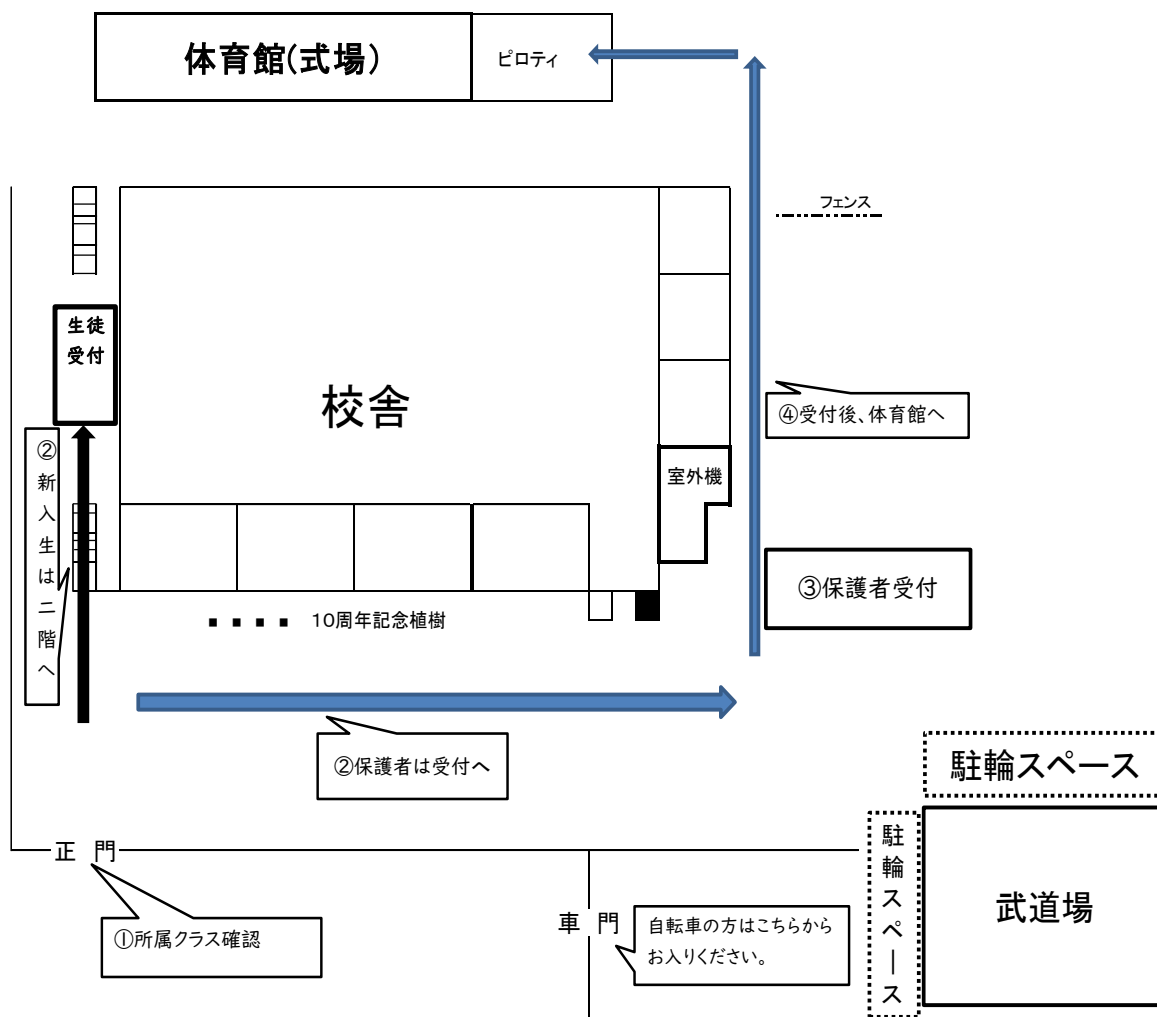 体育館(式場)
ピロティ
フェンス
生徒
受付
校舎
④受付後、体育館へ
室外機
②新入生は二階へ
③保護者受付
10周年記念植樹
②保護者は受付へ
駐輪スペース
駐輪スペース
武道場
正 門
①所属クラス確認
車 門
自転車の方はこちらから
お入りください。